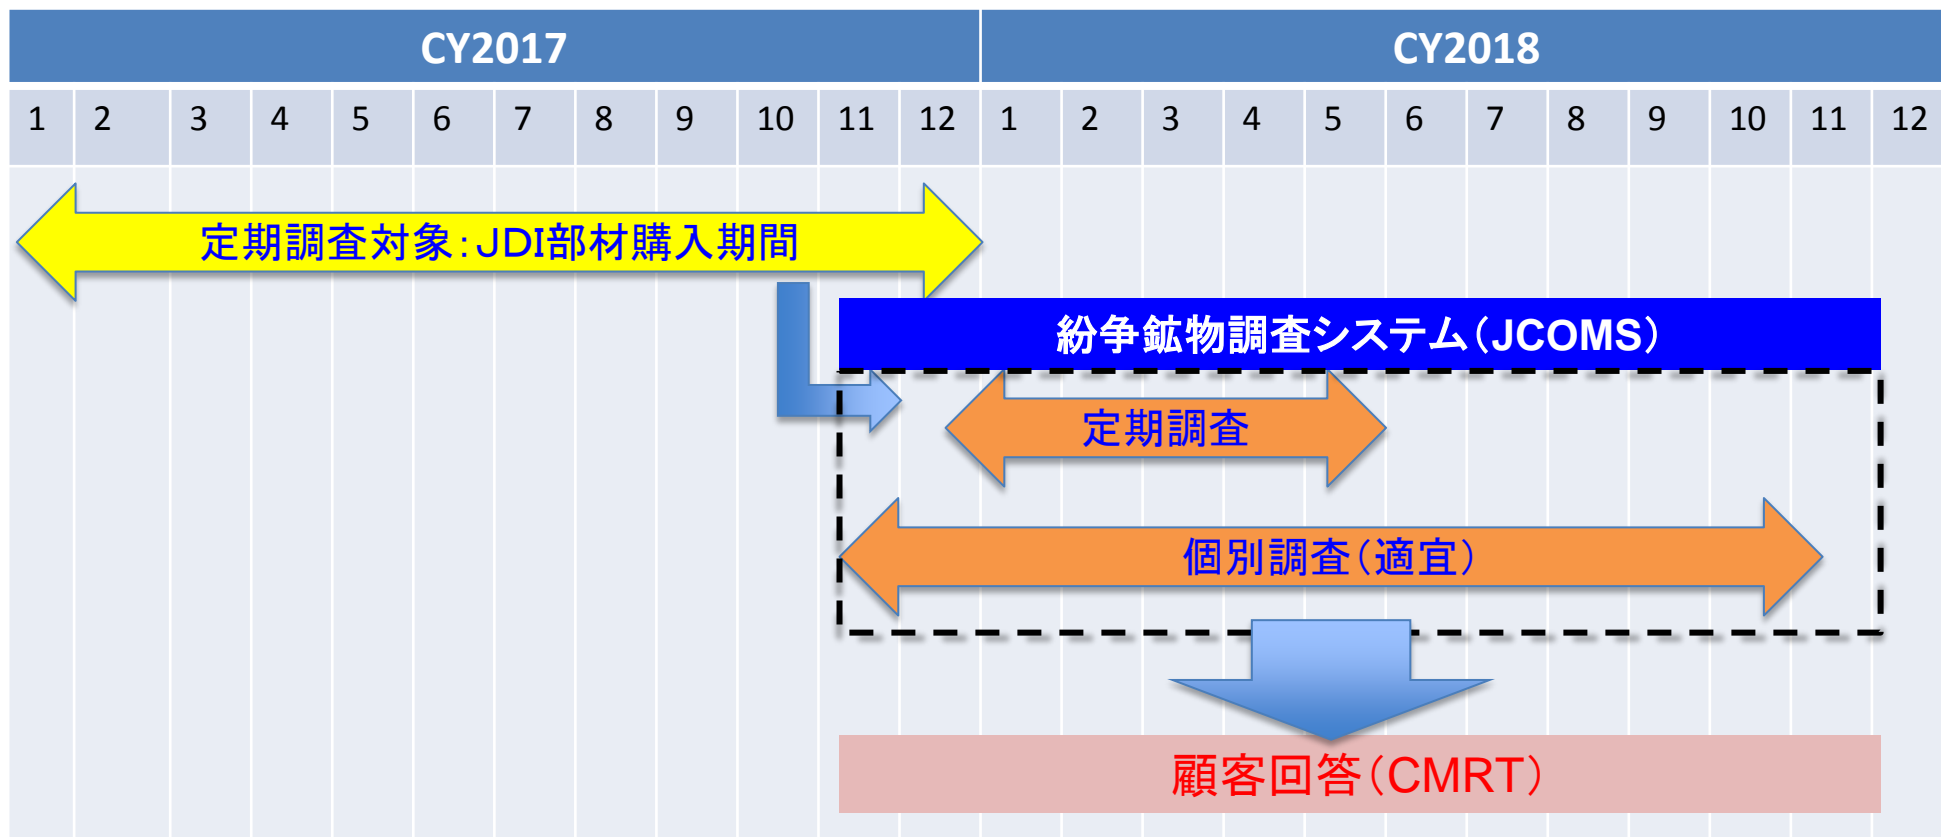 CY2017 CY2018
1 2 3 4 5 6 7 8 9 10 11 12 1 2 3 4 5 6 7 8 9 10 11 12
定期調査対象：JDI部材購入期間
紛争鉱物調査システム（JCOMS）
定期調査
個別調査（適宜）
顧客回答（CMRT）